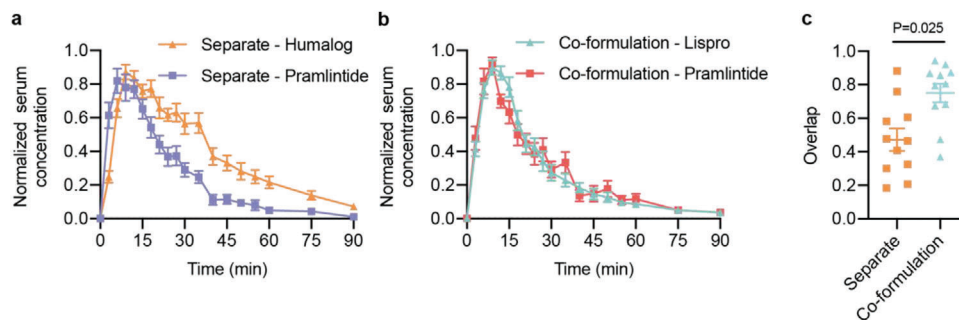 a
Separate - Humalog
Separate - Pramlintide
Normalized serum
concentration
1.0
0.8
0.6
0.4
0.2
0.0
0
15
30
45
60
75
90
Time (min)
b
Co-formulation - Lispro
Co-formulation - Pramlintide
Normalized serum
concentration
1.0
0.8
0.6
0.4
0.2
0.0
0
15
30
45
60
75
90
Time (min)
c
P=0.025
Overlap
1.0
0.8
0.6
0.4
0.2
0.0
Separate
Co-formulation